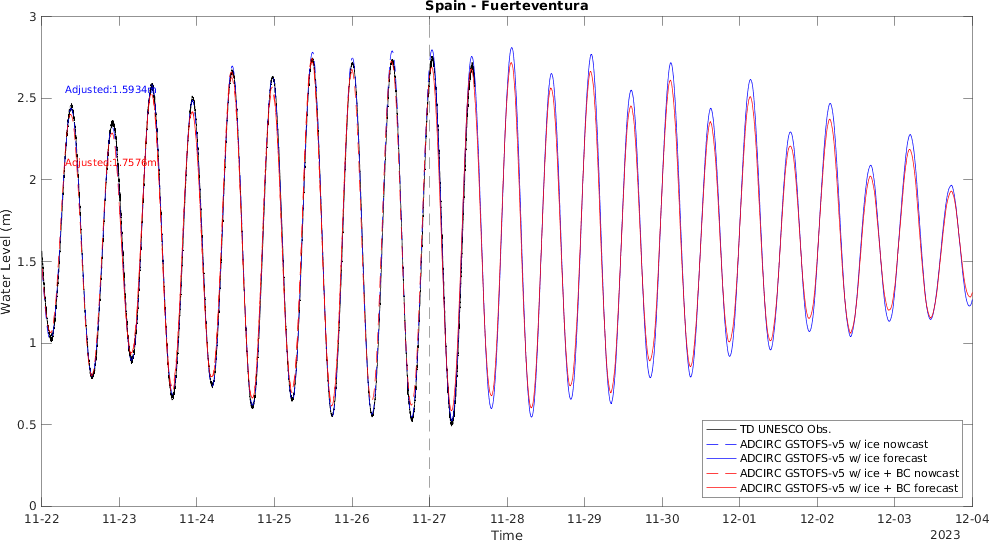 Spain - Fuerteventura
3
2.5
2
1.5
1
0.5
0
Water Level (m)
Adjusted:1.5934m
Adjusted:1.7576m
TD UNESCO Obs.
ADCIRC GSTOFS-v5 w/ ice nowcast
ADCIRC GSTOFS-v5 w/ ice forecast
ADCIRC GSTOFS-v5 w/ ice + BC nowcast
ADCIRC GSTOFS-v5 w/ ice + BC forecast
11-22 11-23 11-24 11-25 11-26 11-27 11-28 11-29 11-30 12-01 12-02 12-03 12-04
Time
2023